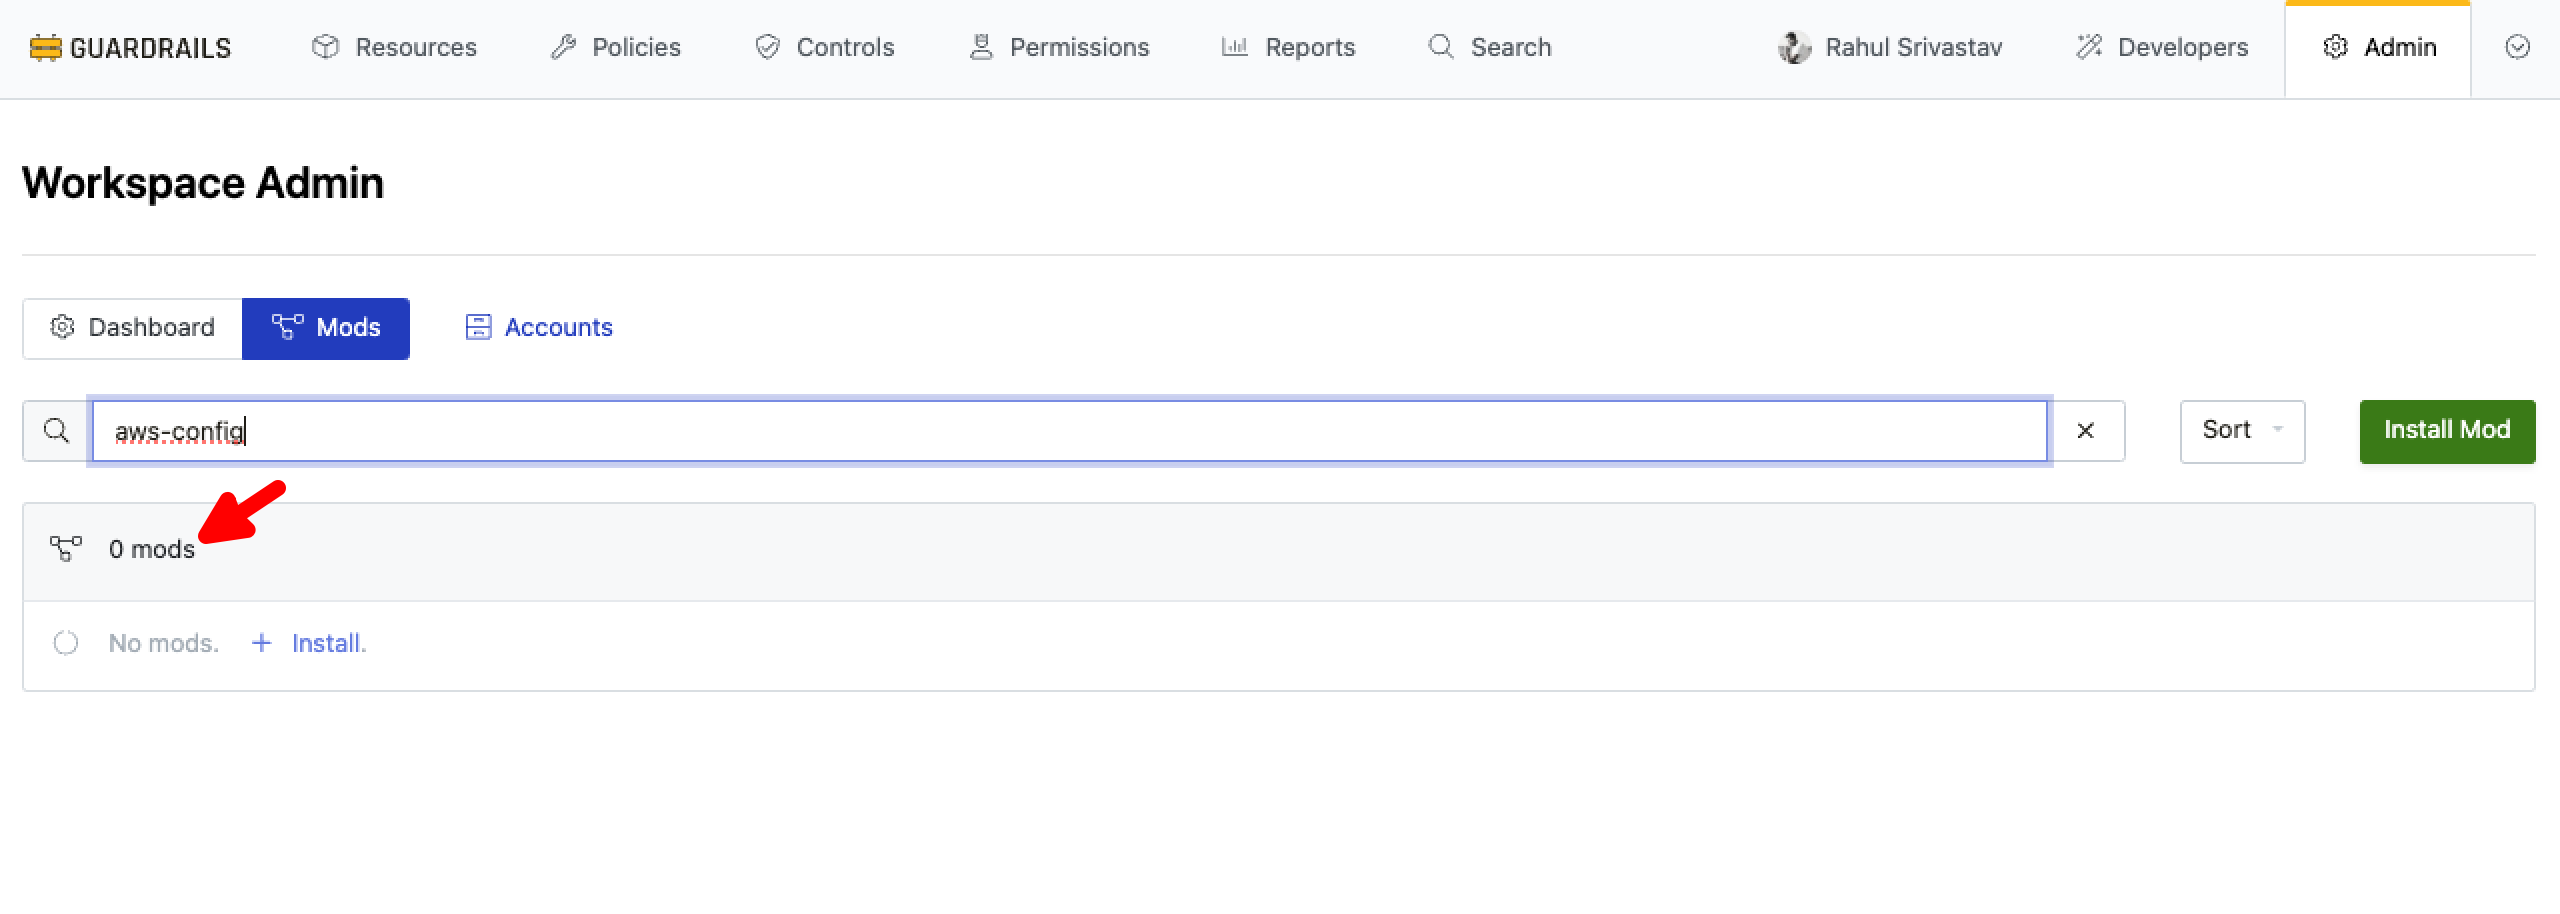 GUARDRAILS Resources Policies Controls Permissions Reports Search Rahul Srivastav Developers Admin
Workspace Admin
Dashboard Mods Accounts
aws-config Sort Install Mod
0 mods
No mods. + Install.